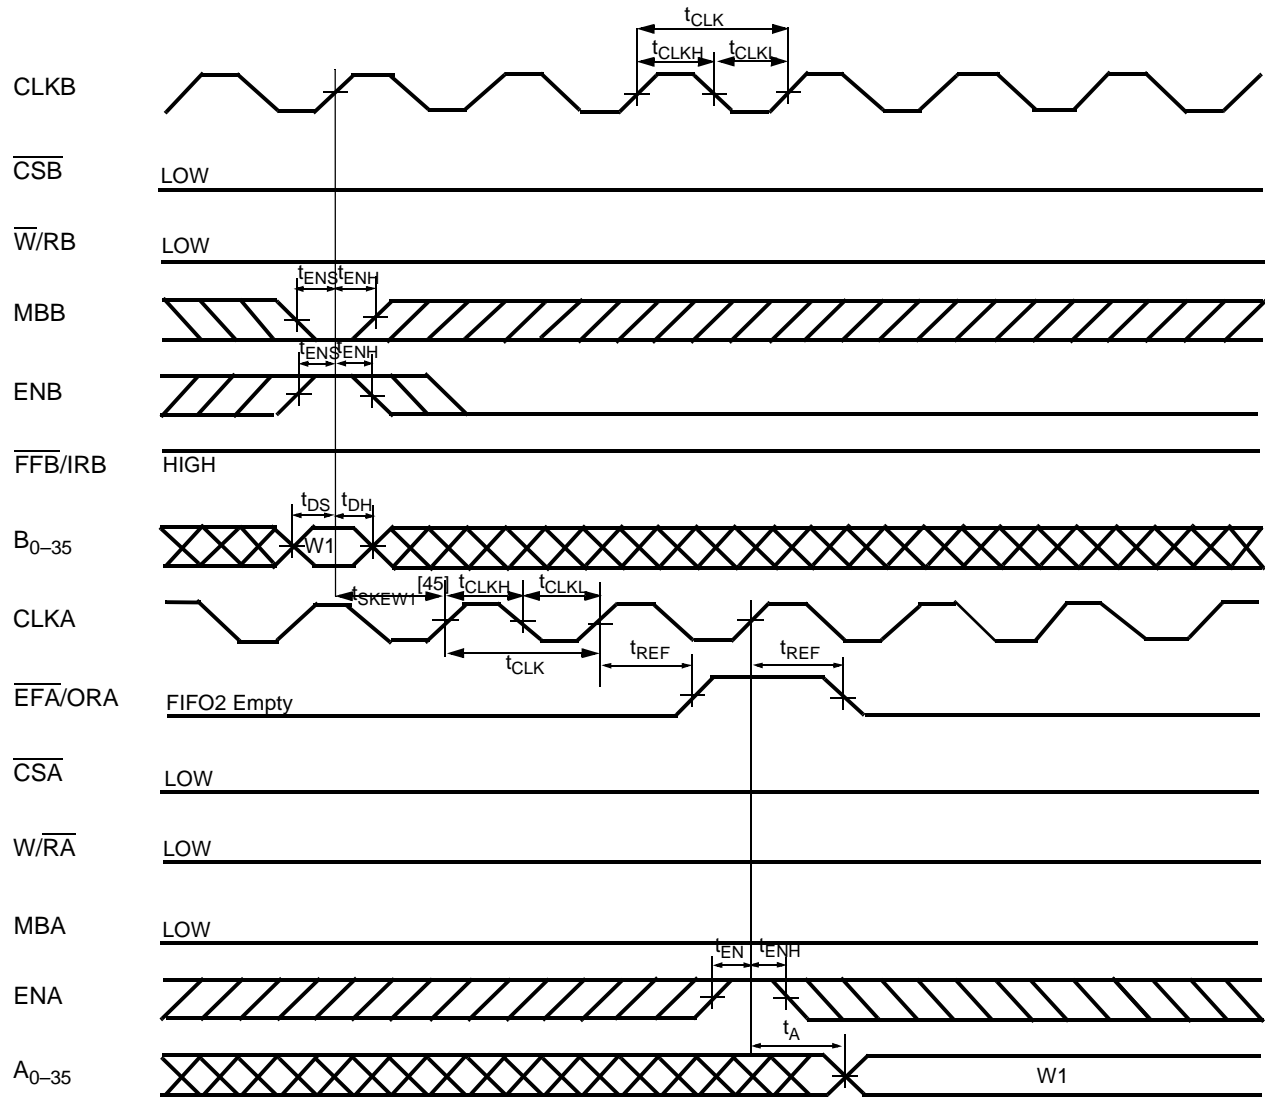 tCLK
tCLKH tCLKL
CLKB
CSB LOW
W/RB LOW
tENS tENH
MBB
tENS tENH
ENB
FFB/IRB HIGH
tDS tDH
B0–35 W1
tSKEW1[45] tCLKH tCLKL
CLKA
tCLK tREF tREF
EFA/ORA FIFO2 Empty
CSA LOW
W/RA LOW
MBA LOW
tEN tENH
ENA
tA
A0–35 W1